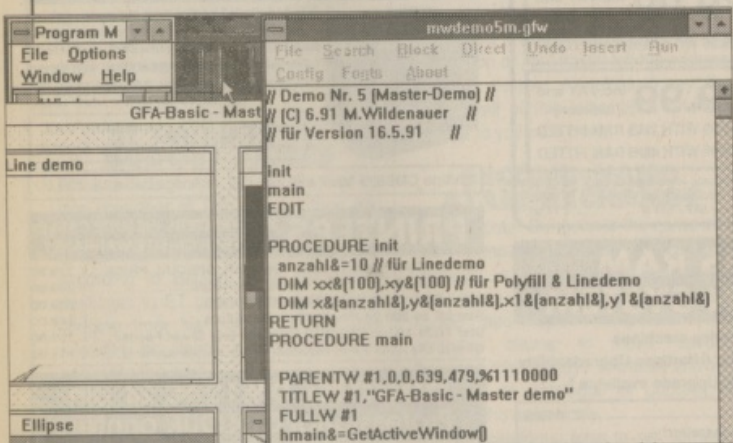 Program M
File Options
Window Help
GFA-Basic - Mast
Line demo
Ellipse
mwdemo5m.gfw
File Search Block Direct Undo Insert Run
Config Fonts About
// Demo Nr. 5 (Master-Demo) //
// (C) 6.91 M.Wildenauer //
// für Version 16.5.91 //
init
main
EDIT
PROCEDURE init
anzahl&=10 // für Linedemo
DIM xx&(100),xy&(100) // für Polyfill & Linedemo
DIM x&(anzahl&),y&(anzahl&),x1&(anzahl&),y1&(anzahl&)
RETURN
PROCEDURE main
PARENTW #1,0,0,639,479,%1110000
TITLEW #1,"GFA-Basic - Master demo"
FULLW #1
hmain&=GetActiveWindow()